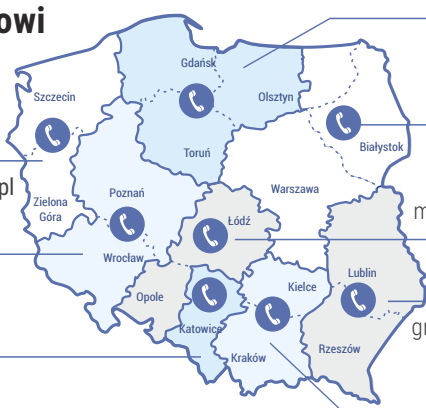 owi
Gdańsk
Szczecin
Olsztyn
Białystok
Toruń
pl
Poznań
Warszawa
Zielona
Góra
m
Łódź
Wrocław
Lublin
Kielce
Opole
gr
Katowice
Rzeszów
Kraków